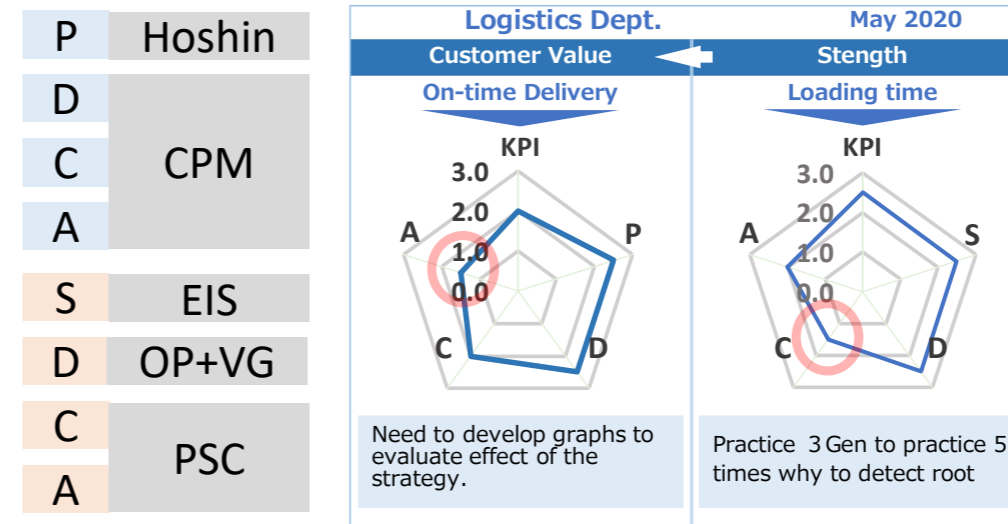 P Hoshin
D
C CPM
A
S EIS
D OP+VG
C
PSC
A
Logistics Dept. May 2020
Customer Value Stength
On-time Delivery
KPI
3.0
2.0
A P
1.0
0.0
C D
Need to develop graphs to
evaluate effect of the
strategy.
Loading time
KPI
3.0
2.0
A S
1.0
0.0
C D
Practice 3 Gen to practice 5
times why to detect root